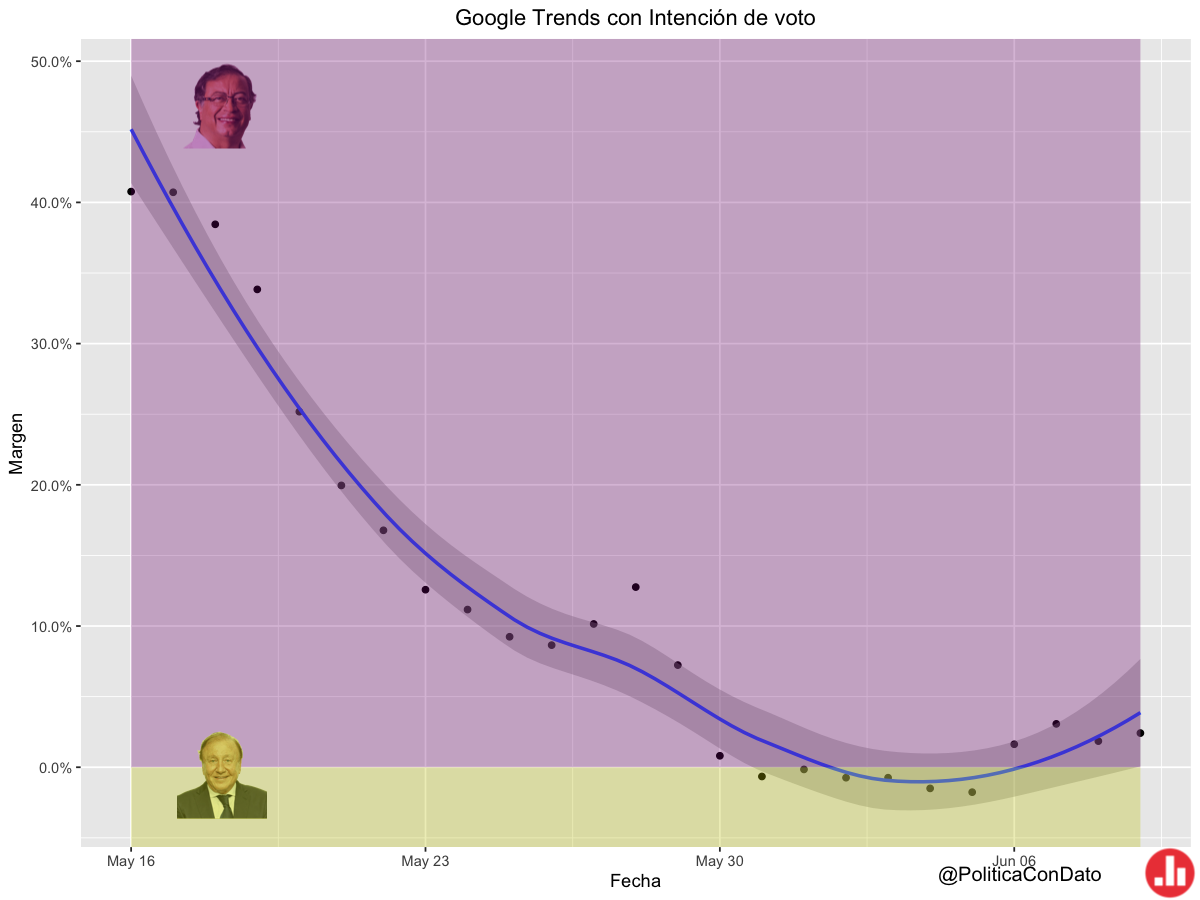 Google Trends con Intención de voto
50.0%
40.0%
30.0%
20.0%
10.0%
0.0%
Margen
May 16 May 23 May 30 Jun 06
Fecha
@PoliticaConDato